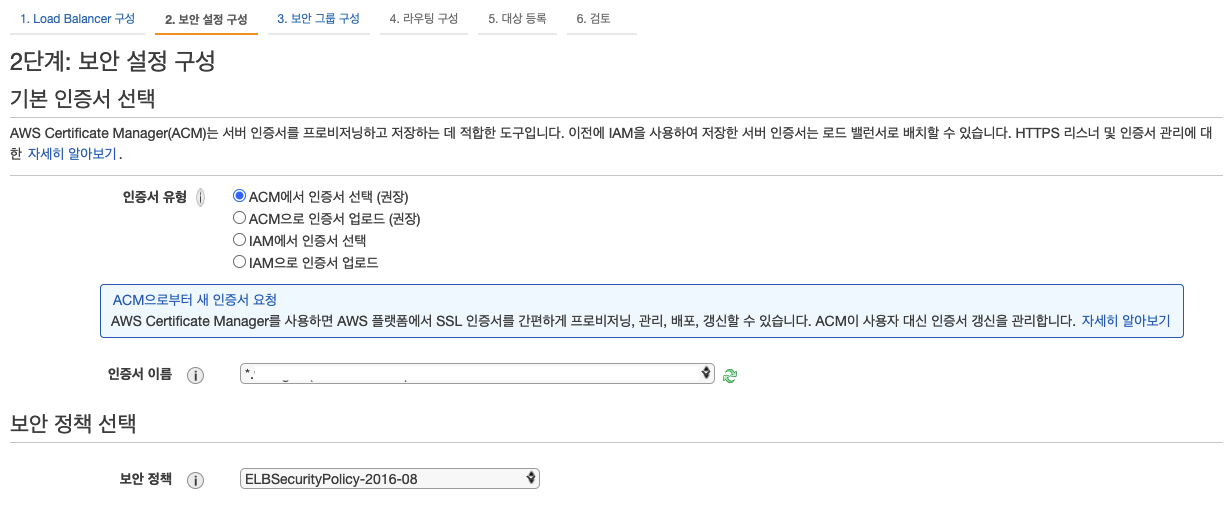 1. Load Balancer 구성 2. 보안 설정 구성 3. 보안 그룹 구성 4. 라우팅 구성 5. 대상 등록 6. 검토
2단계: 보안 설정 구성
기본 인증서 선택
AWS Certificate Manager(ACM)는 서버 인증서를 프로비저닝하고 저장하는 데 적합한 도구입니다. 이전에 IAM을 사용하여 저장한 서버 인증서는 로드 밸런서로 배치할 수 있습니다. HTTPS 리스너 및 인증서 관리에 대
한 자세히 알아보기.
인증서 유형 i ACM에서 인증서 선택 (권장)
ACM으로 인증서 업로드 (권장)
IAM에서 인증서 선택
IAM으로 인증서 업로드
ACM으로부터 새 인증서 요청
AWS Certificate Manager를 사용하면 AWS 플랫폼에서 SSL 인증서를 간편하게 프로비저닝, 관리, 배포, 갱신할 수 있습니다. ACM이 사용자 대신 인증서 갱신을 관리합니다. 자세히 알아보기
인증서 이름 i *.
보안 정책 선택
보안 정책 i ELBSecurityPolicy-2016-08